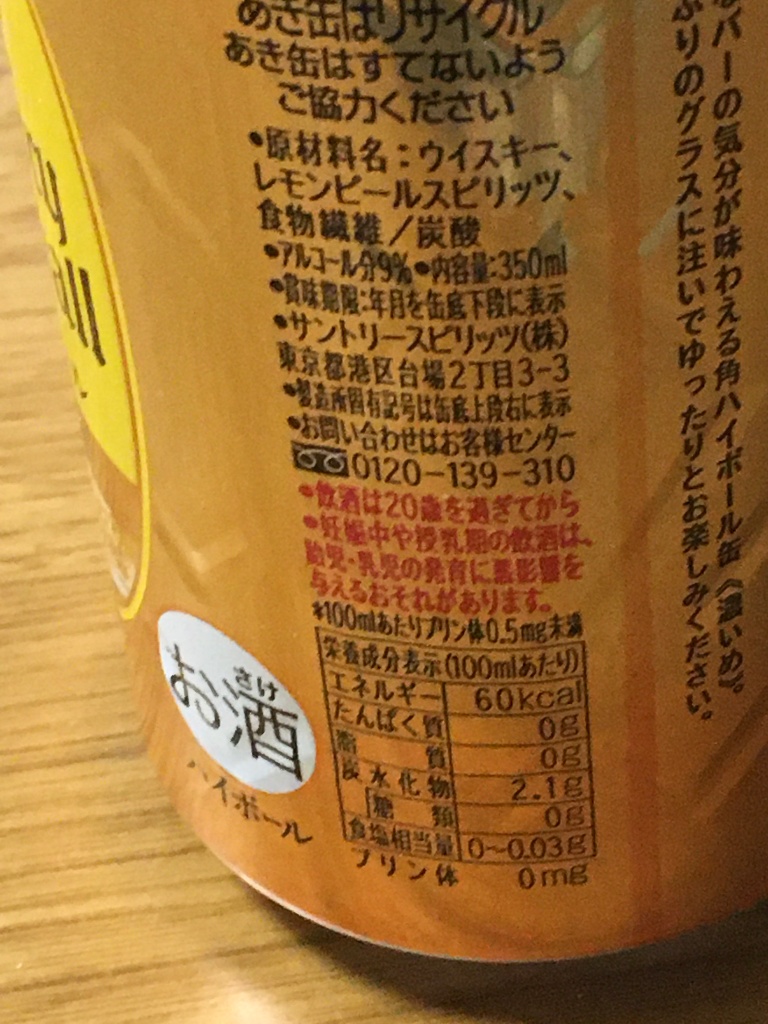 あき缶はリサイクル
あき缶はすてないよう
ご協力ください
•原材料名：ウイスキー、
レモンピールスピリッツ、
食物繊維／炭酸
•アルコール分9%•内容量:350ml
•賞味期限:年月を缶底下段に表示
•サントリースピリッツ(株)
東京都港区台場2丁目3-3
•製造所固有記号は缶底上段右に表示
•お問い合わせはお客様センター
0120-139-310
•飲酒は20歳を過ぎてから
•妊娠中や授乳期の飲酒は、
胎児・乳児の発育に悪影響を
与えるおそれがあります。
*100mlあたりプリン体0.5mg未満
栄養成分表示(100mlあたり)
エネルギー 60kcal
たんぱく質 0g
脂質 0g
炭水化物 2.1g
糖類 0g
食塩相当量 0~0.03g
プリン体 0mg
お酒
さけ
ハイボール
バーの気分が味わえる角ハイボール缶〈濃いめ〉。
ぷりのグラスに注いでゆったりとお楽しみください。